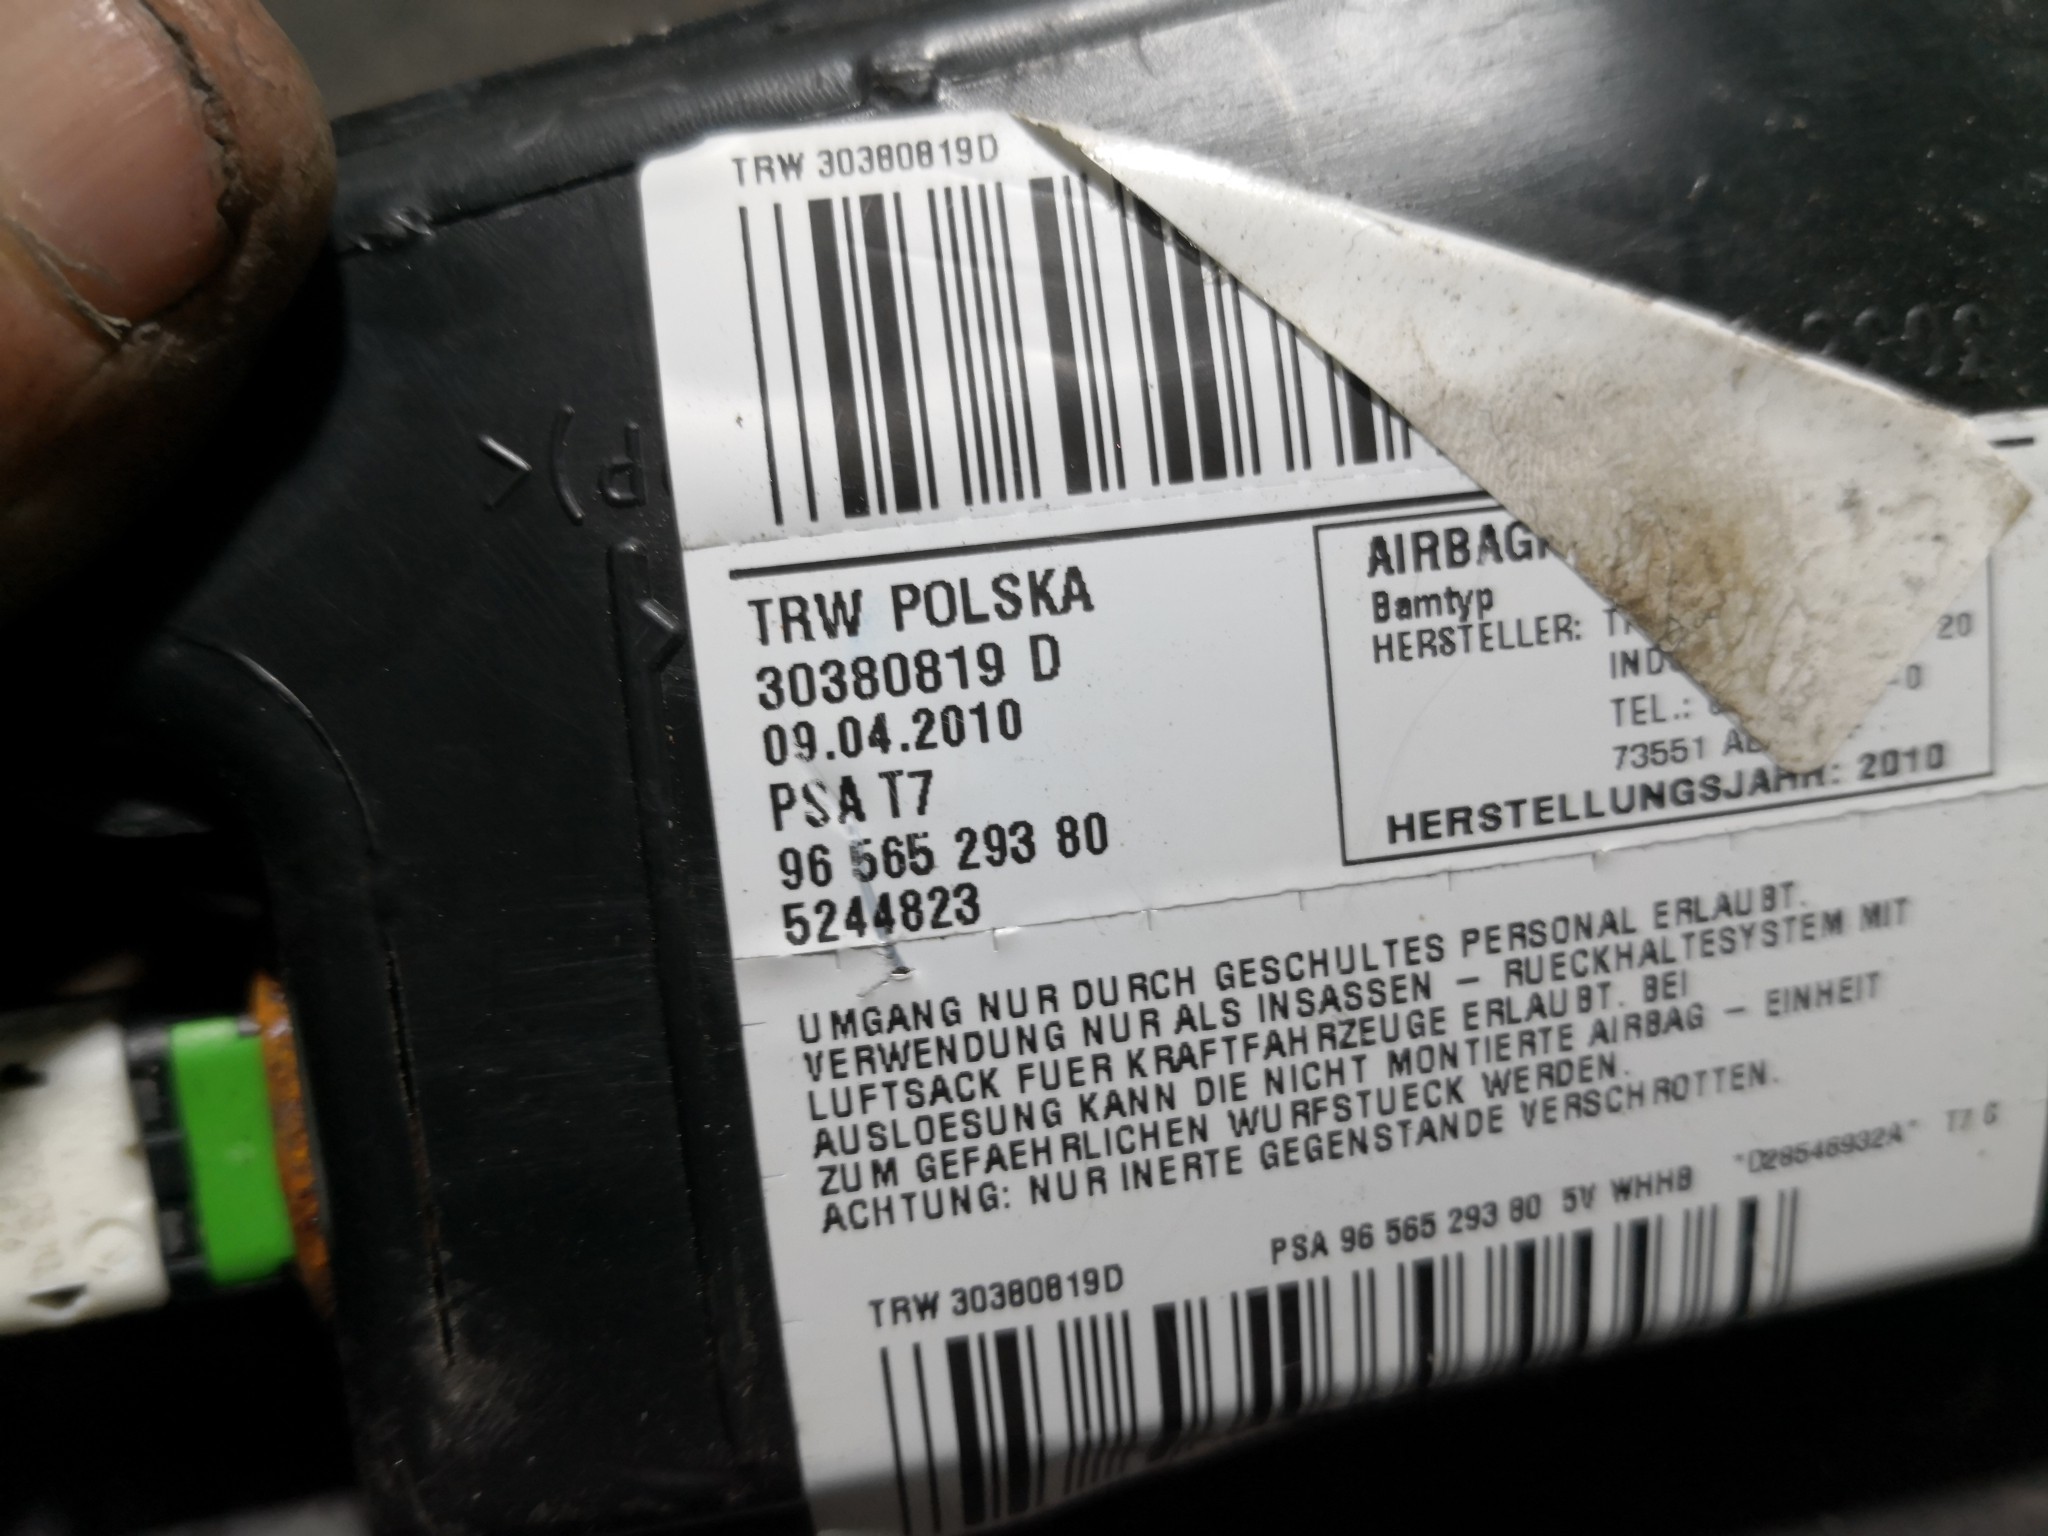 TRW 30380819D
TRW POLSKA
30380819 D
09.04.2010
PSA T7
96 565 293 80
5244823
Bamtyp
HERSTELLER:
20
TEL.:
73551
HERSTELLUNGSJAHR: 2010
UMGANG NUR DURCH GESCHULTES PERSONAL ERLAUBT.
VERWENDUNG NUR ALS INSASSEN - RUECKHALTESYSTEM MIT
LUFTSACK FUER KRAFTFAHRZEUGE ERLAUBT. BEI
AUSLOESUNG KANN DIE NICHT MONTIERTE AIRBAG - EINHEIT
ZUM GEFAEHRLICHEN WURFSTUECK WERDEN.
ACHTUNG: NUR INERTE GEGENSTANDE VERSCHROTTEN.
TRW 30380819D PSA 96 565 293 80 5V WHHB *D28546932A* T7 G